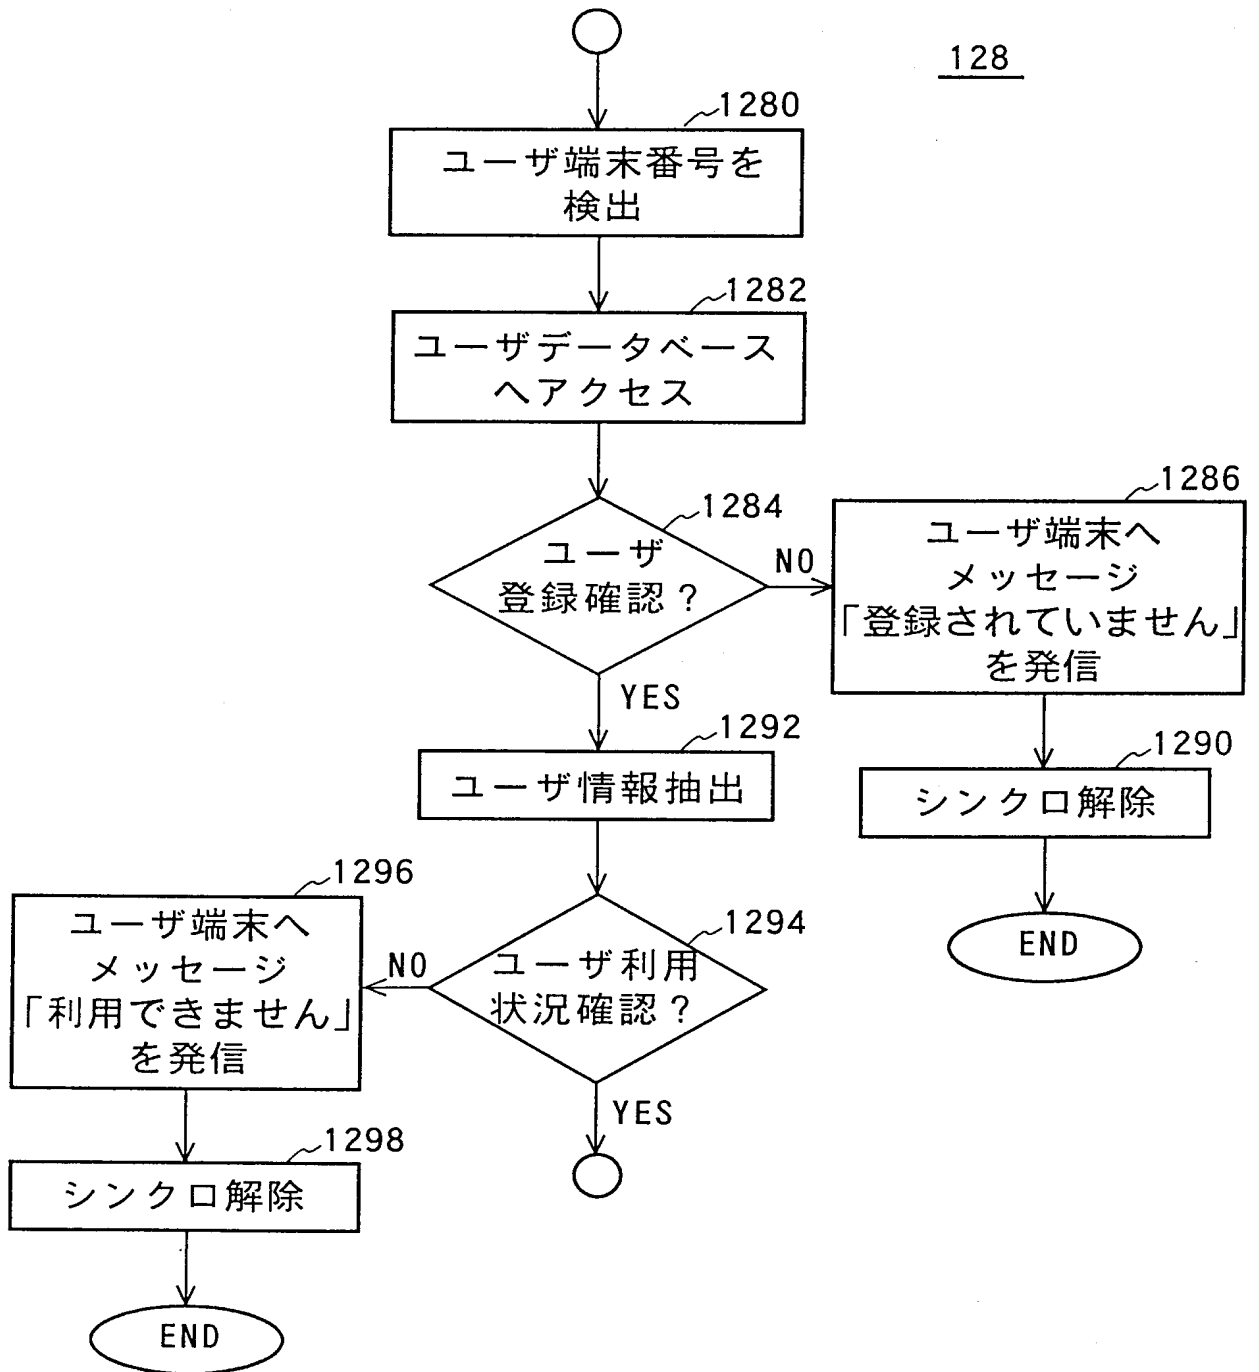 128
1280
ユーザ端末番号を
検出
1282
ユーザデータベース
へアクセス
1284
ユーザ
登録確認？
NO
YES
1286
ユーザ端末へ
メッセージ
「登録されていません」
を発信
1290
シンクロ解除
END
1292
ユーザ情報抽出
1294
ユーザ利用
状況確認？
NO
YES
1296
ユーザ端末へ
メッセージ
「利用できません」
を発信
1298
シンクロ解除
END